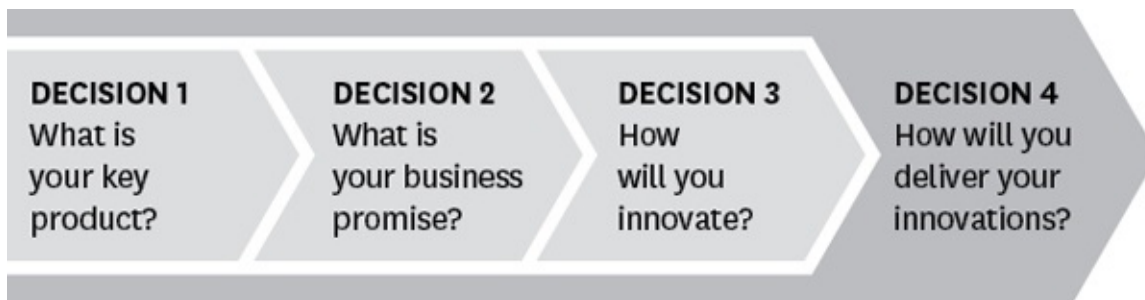 DECISION 1
What is
your key
product?
DECISION 2
What is
your business
promise?
DECISION 3
How
will you
innovate?
DECISION 4
How will you
deliver your
innovations?